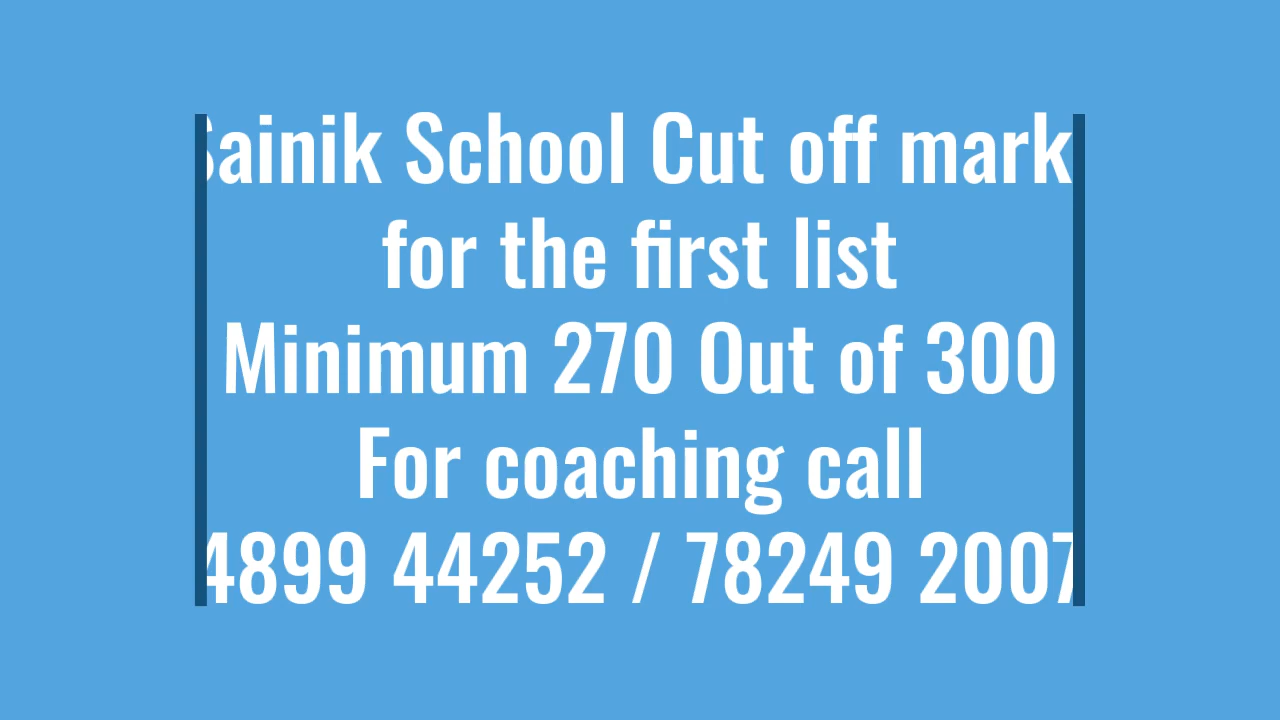 Sainik School Cut off mark
for the first list
Minimum 270 Out of 300
For coaching call
4899 44252 / 78249 2007